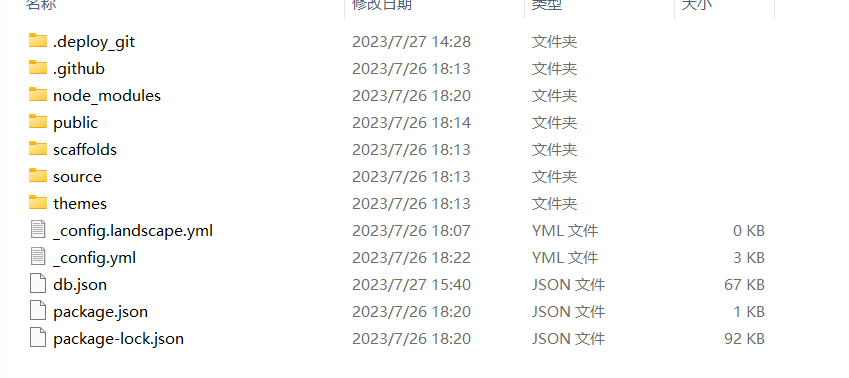 名称 修改日期 类型 大小
.deploy_git 2023/7/27 14:28 文件夹
.github 2023/7/26 18:13 文件夹
node_modules 2023/7/26 18:20 文件夹
public 2023/7/26 18:14 文件夹
scaffolds 2023/7/26 18:13 文件夹
source 2023/7/26 18:13 文件夹
themes 2023/7/26 18:13 文件夹
_config.landscape.yml 2023/7/26 18:07 YML 文件 0 KB
_config.yml 2023/7/26 18:22 YML 文件 3 KB
db.json 2023/7/27 15:40 JSON 文件 67 KB
package.json 2023/7/26 18:20 JSON 文件 1 KB
package-lock.json 2023/7/26 18:20 JSON 文件 92 KB